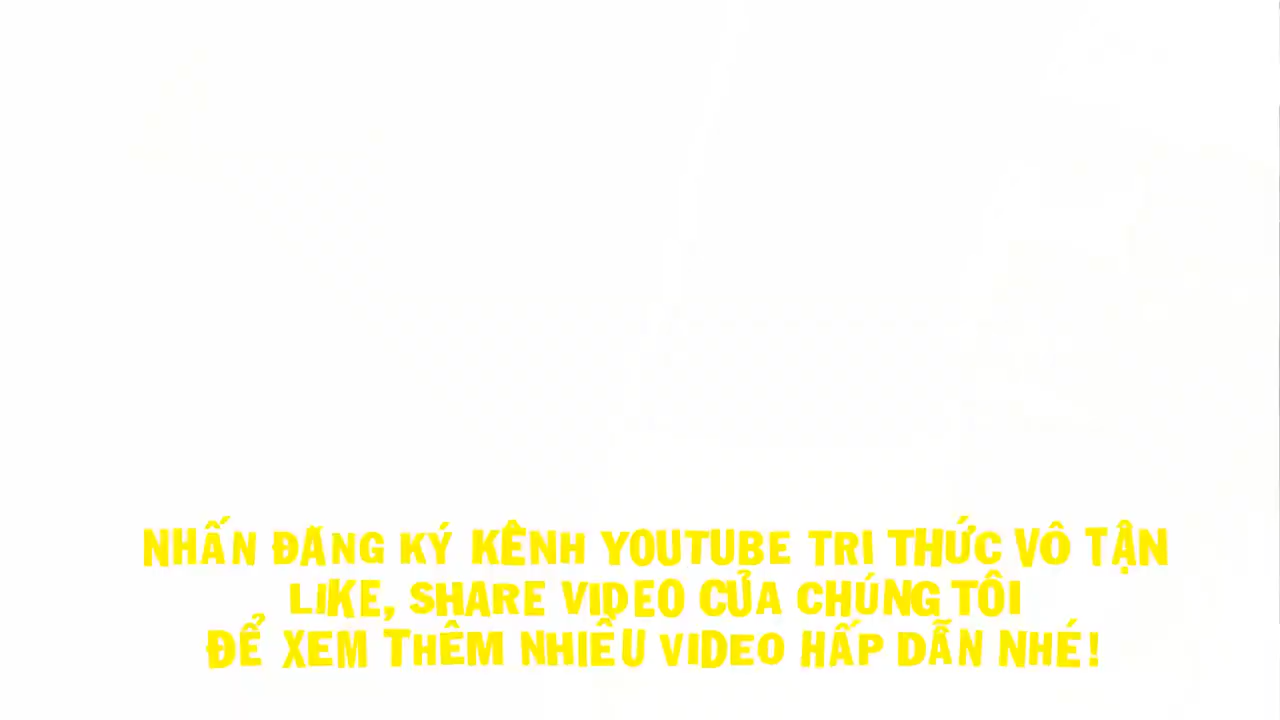 NHẤN ĐĂNG KÝ KÊNH YOUTUBE TRI THỨC VÔ TẬN
LIKE, SHARE VIDEO CỦA CHÚNG TÔI
ĐỂ XEM THÊM NHIỀU VIDEO HẤP DẪN NHÉ!